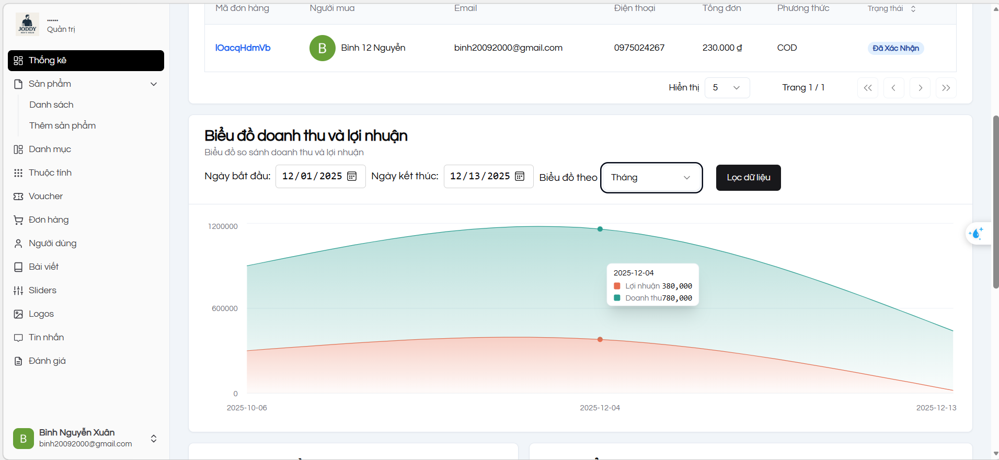 JODDY
MEN'S WEAR
......
Quản trị
Thống kê
Sản phẩm
Danh sách
Thêm sản phẩm
Danh mục
Thuộc tính
Voucher
Đơn hàng
Người dùng
Bài viết
Sliders
Logos
Tin nhắn
Đánh giá
B
Bình Nguyễn Xuân
binh20092000@gmail.com
Mã đơn hàng Người mua Email Điện thoại Tổng đơn Phương thức Trạng thái
lOacqHdmVb B Bình 12 Nguyễn binh20092000@gmail.com 0975024267 230.000 ₫ COD Đã Xác Nhận
Hiển thị 5 Trang 1 / 1
Biểu đồ doanh thu và lợi nhuận
Biểu đồ so sánh doanh thu và lợi nhuận
Ngày bắt đầu: 12/01/2025 Ngày kết thúc: 12/13/2025 Biểu đồ theo Tháng Lọc dữ liệu
1200000
600000
0
2025-12-04
Lợi nhuận 380,000
Doanh thu780,000
2025-10-06 2025-12-04 2025-12-13